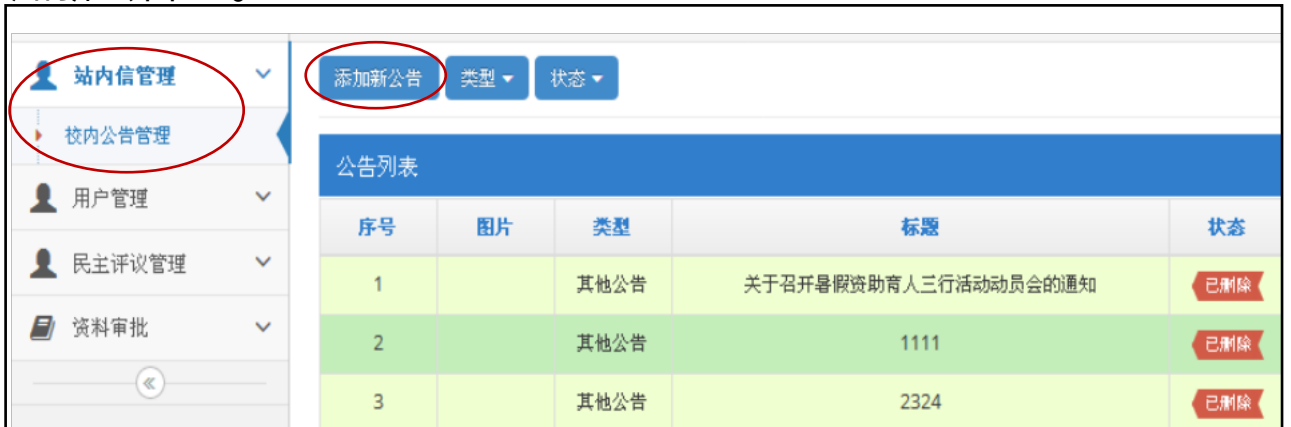 站内信管理
校内公告管理
用户管理
民主评议管理
资料审批
添加新公告 类型 状态
公告列表
序号 图片 类型 标题 状态
1 其他公告 关于召开暑假资助育人三行活动动员会的通知 已删除
2 其他公告 1111 已删除
3 其他公告 2324 已删除